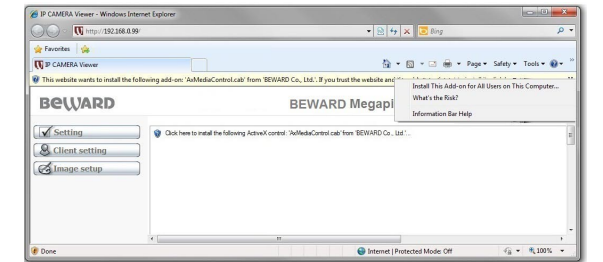 IP CAMERA Viewer - Windows Internet Explorer
http://192.168.0.99/
Bing
Favorites
IP CAMERA Viewer
Page Safety Tools
This website wants to install the following add-on: 'AxMediaControl.cab' from 'BEWARD Co., Ltd.'. If you trust the website and
Install This Add-on for All Users on This Computer...
What's the Risk?
Information Bar Help
BEWARD
BEWARD Megapi
Setting
Click here to install the following ActiveX control: 'AxMediaControl.cab' from 'BEWARD Co., Ltd.'...
Client setting
Image setup
Done
Internet | Protected Mode: Off
100%